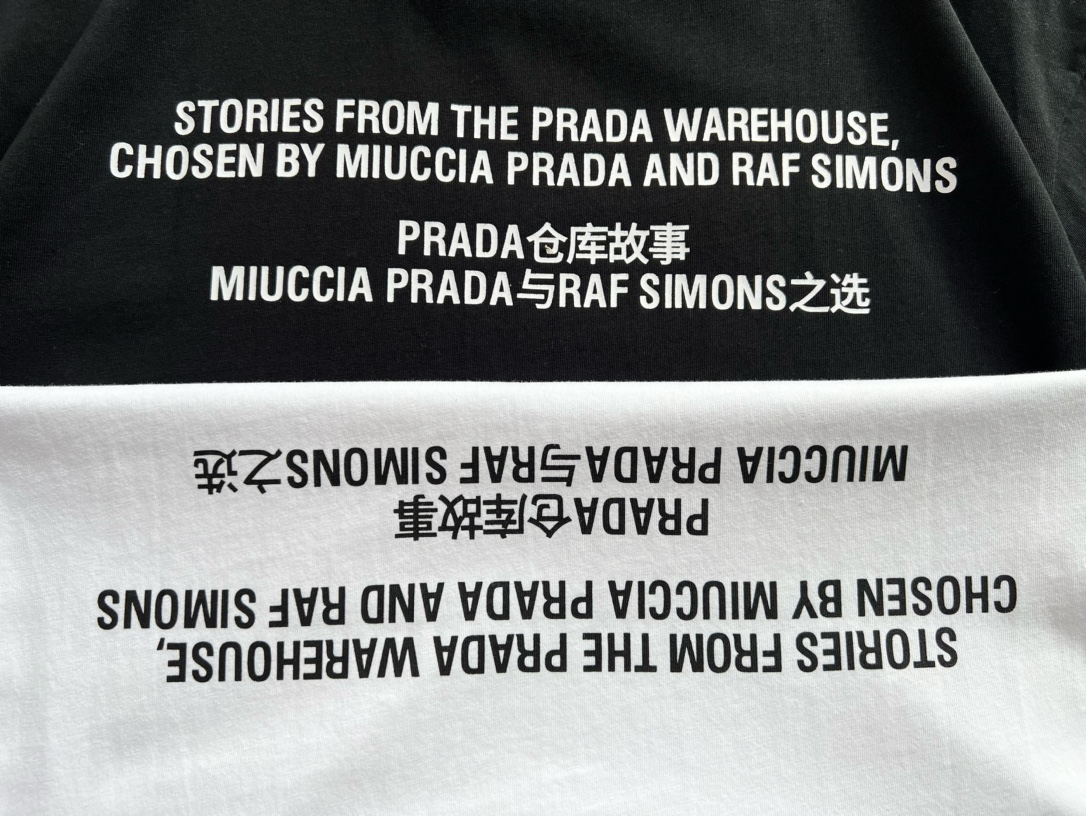 STORIES FROM THE PRADA WAREHOUSE,
CHOSEN BY MIUCCIA PRADA AND RAF SIMONS
PRADA仓库故事
MIUCCIA PRADA与RAF SIMONS之选
STORIES FROM THE PRADA WAREHOUSE,
CHOSEN BY MIUCCIA PRADA AND RAF SIMONS
PRADA仓库故事
MIUCCIA PRADA与RAF SIMONS之选